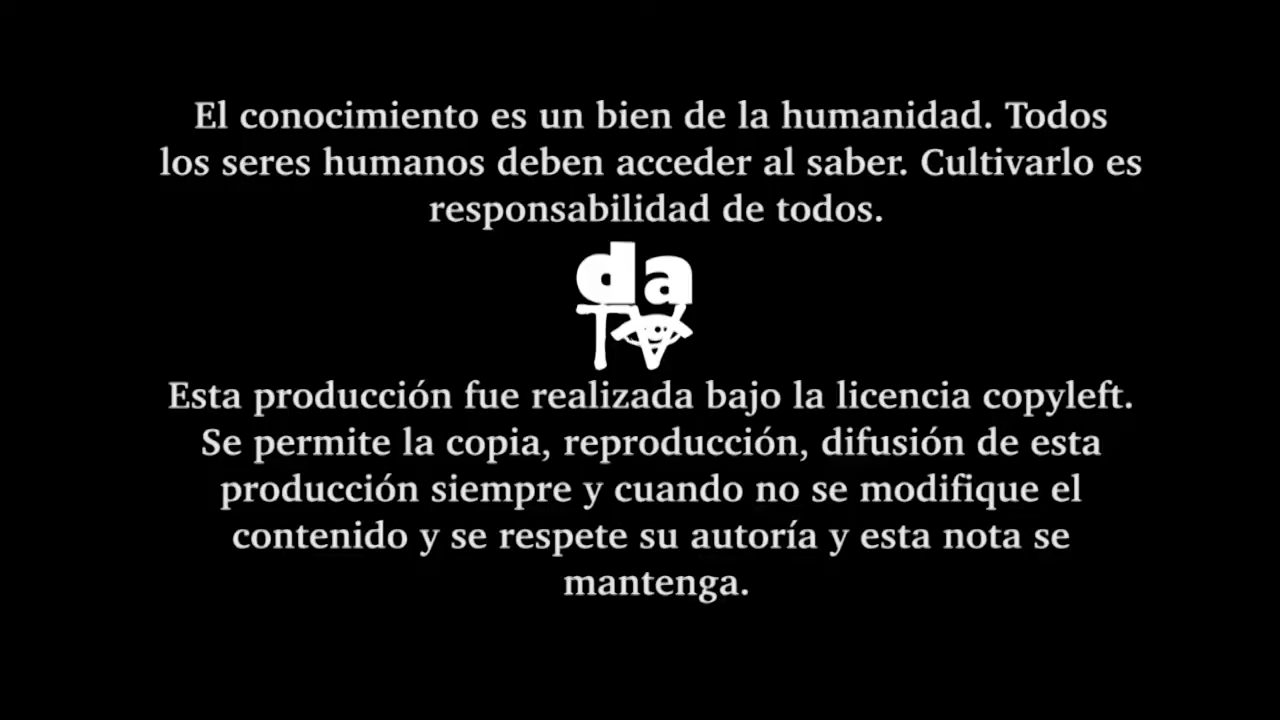 El conocimiento es un bien de la humanidad. Todos
los seres humanos deben acceder al saber. Cultivarlo es
responsabilidad de todos.
da
TV
Esta producción fue realizada bajo la licencia copyleft.
Se permite la copia, reproducción, difusión de esta
producción siempre y cuando no se modifique el
contenido y se respete su autoría y esta nota se
mantenga.